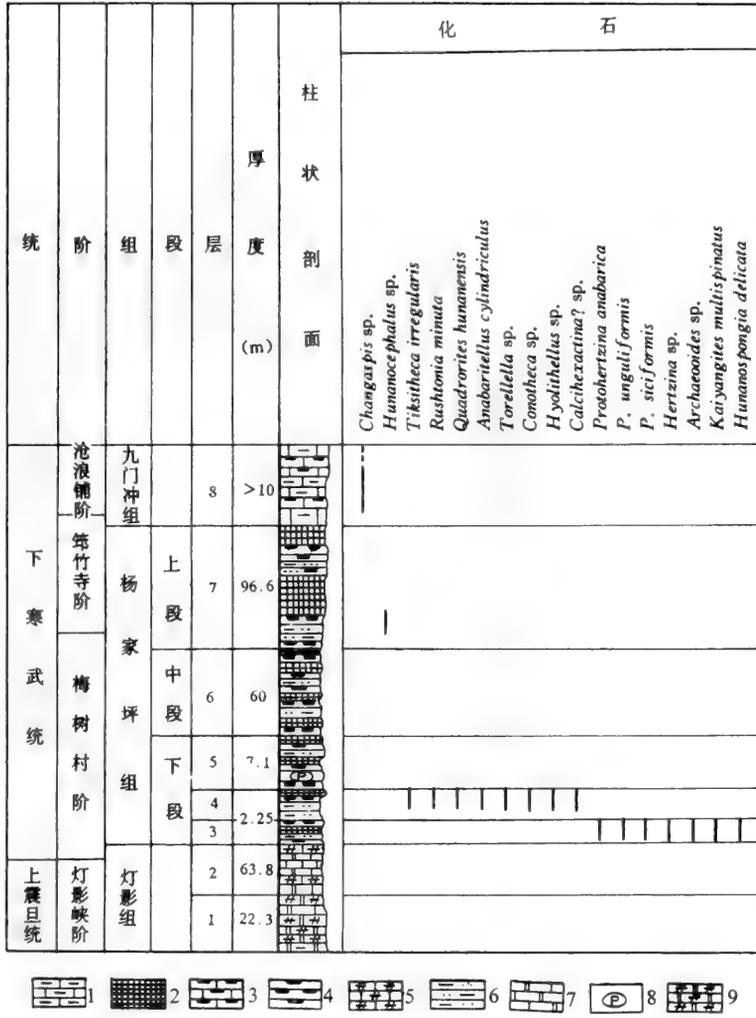 化 石
统
阶
组
段
层
厚度(m)
柱状剖面
Changaspis sp.
Hunanocephalus sp.
Tiksitheca irregularis
Rushtonia minuta
Quadrorites hunanensis
Anabaritellus cylindriculus
Torellella sp.
Conotheca sp.
Hyolithellus sp.
Calcihexactina? sp.
Protohertzina anabarica
P. unguliformis
P. siciformis
Hertzina sp.
Archaeooides sp.
Kaiyangites multispinatus
Hunanospongia delicata
下寒武统
上震旦统
沧浪铺阶
筇竹寺阶
梅树村阶
灯影峡阶
九门冲组
杨家坪组
灯影组
上段
中段
下段
8 >10
7 96.6
6 60
5 7.1
4
3
2.25
2 63.8
1 22.3
P
1 2 3 4 5 6 7 P 8 9